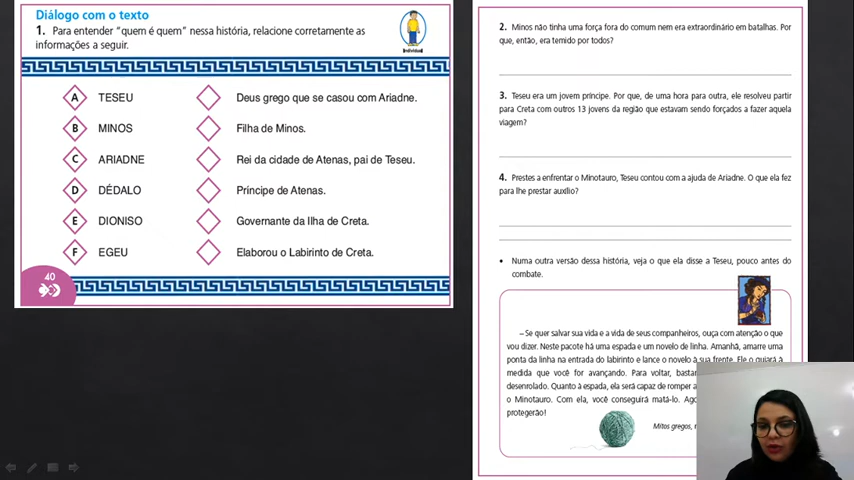 Diálogo com o texto
1. Para entender "quem é quem" nessa história, relacione corretamente as
informações a seguir.
Individual
A TESEU Deus grego que se casou com Ariadne.
B MINOS Filha de Minos.
C ARIADNE Rei da cidade de Atenas, pai de Teseu.
D DÉDALO Príncipe de Atenas.
E DIONISO Governante da Ilha de Creta.
F EGEU Elaborou o Labirinto de Creta.
40
2. Minos não tinha uma força fora do comum nem era extraordinário em batalhas. Por
que, então, era temido por todos?
3. Teseu era um jovem príncipe. Por que, de uma hora para outra, ele resolveu partir
para Creta com outros 13 jovens da região que estavam sendo forçados a fazer aquela
viagem?
4. Prestes a enfrentar o Minotauro, Teseu contou com a ajuda de Ariadne. O que ela fez
para lhe prestar auxílio?
• Numa outra versão dessa história, veja o que ela disse a Teseu, pouco antes do
combate.
– Se quer salvar sua vida e a vida de seus companheiros, ouça com atenção o que
vou dizer. Neste pacote há uma espada e um novelo de linha. Amanhã, amarre uma
ponta da linha na entrada do labirinto e lance o novelo à sua frente. Ele o guiará à
medida que você for avançando. Para voltar,
desenrolado. Quanto à espada, ela será capaz de romper
o Minotauro. Com ela, você conseguirá matá-lo.
protegerão!
Mitos gregos,